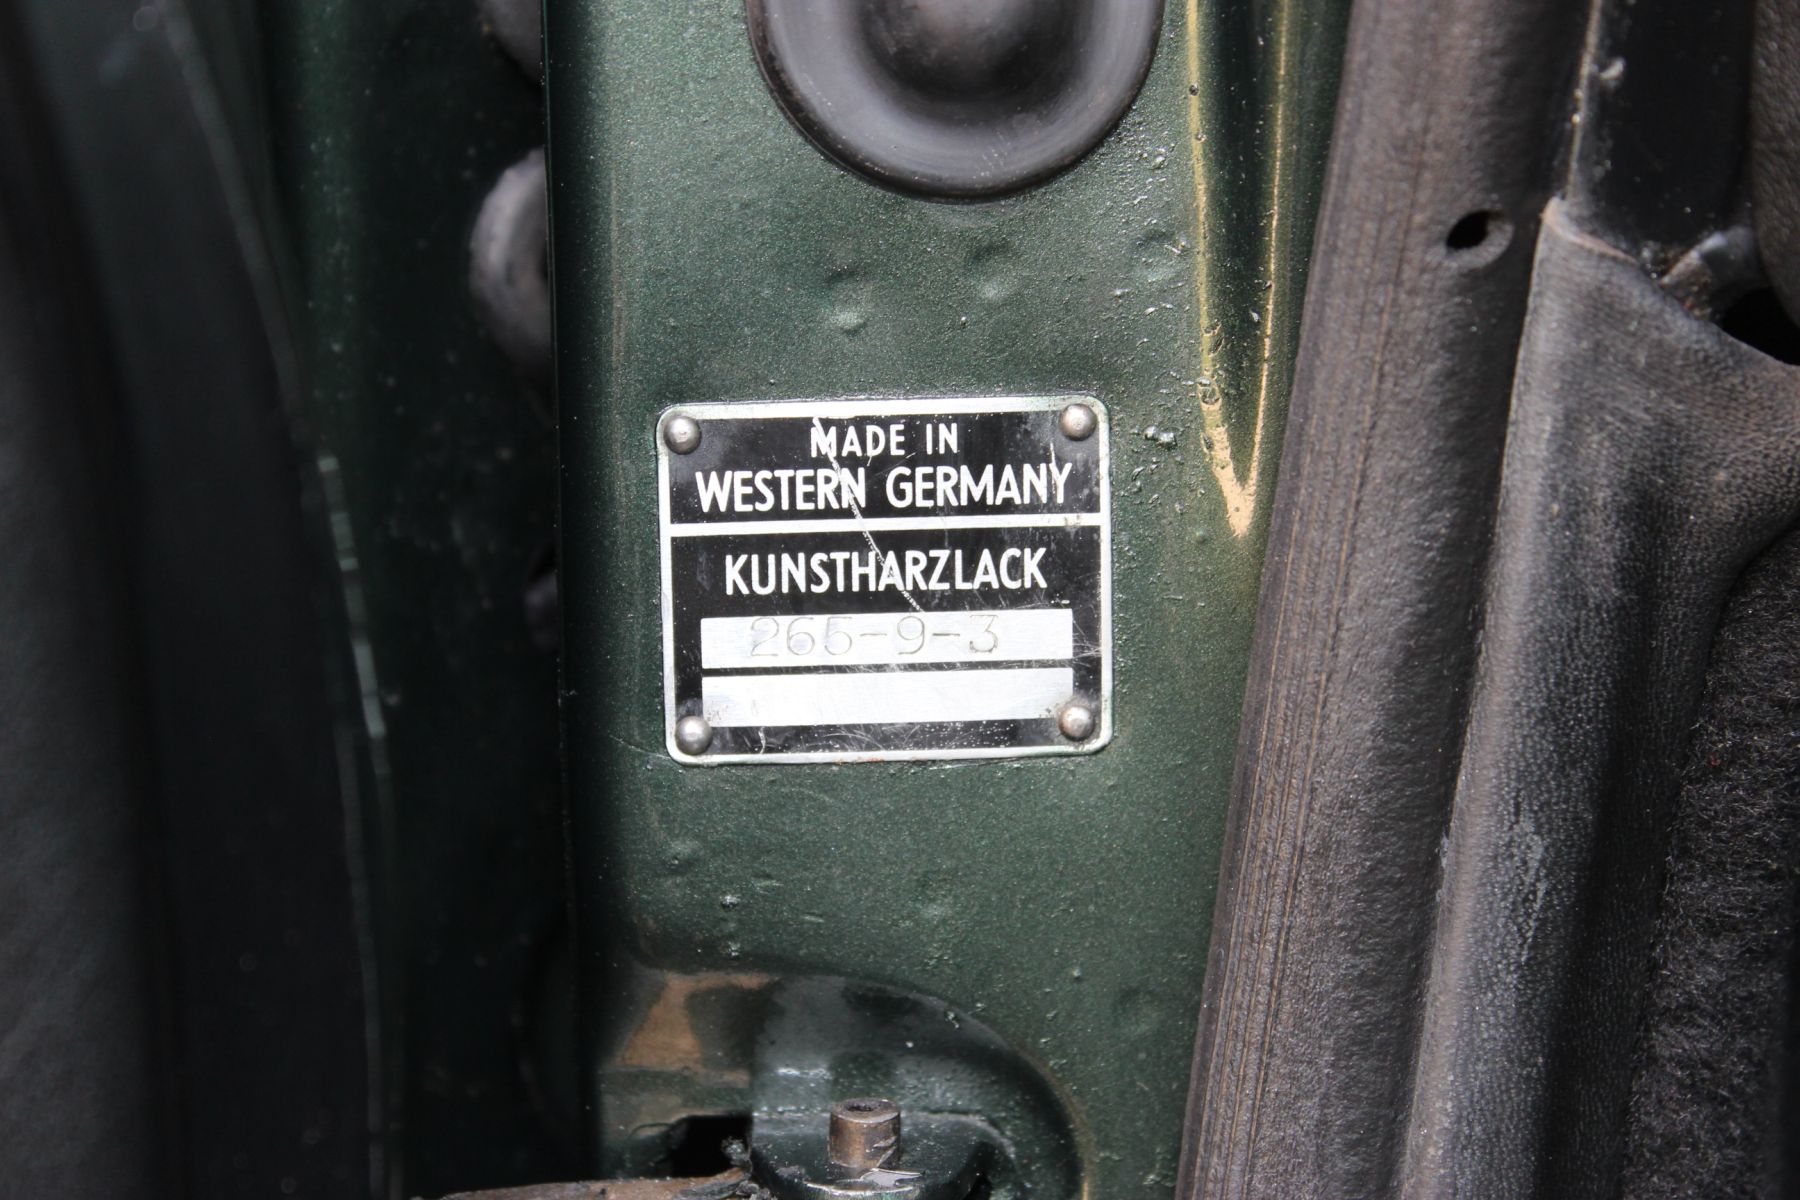 MADE IN
WESTERN GERMANY
KUNSTHARZLACK
265-9-3